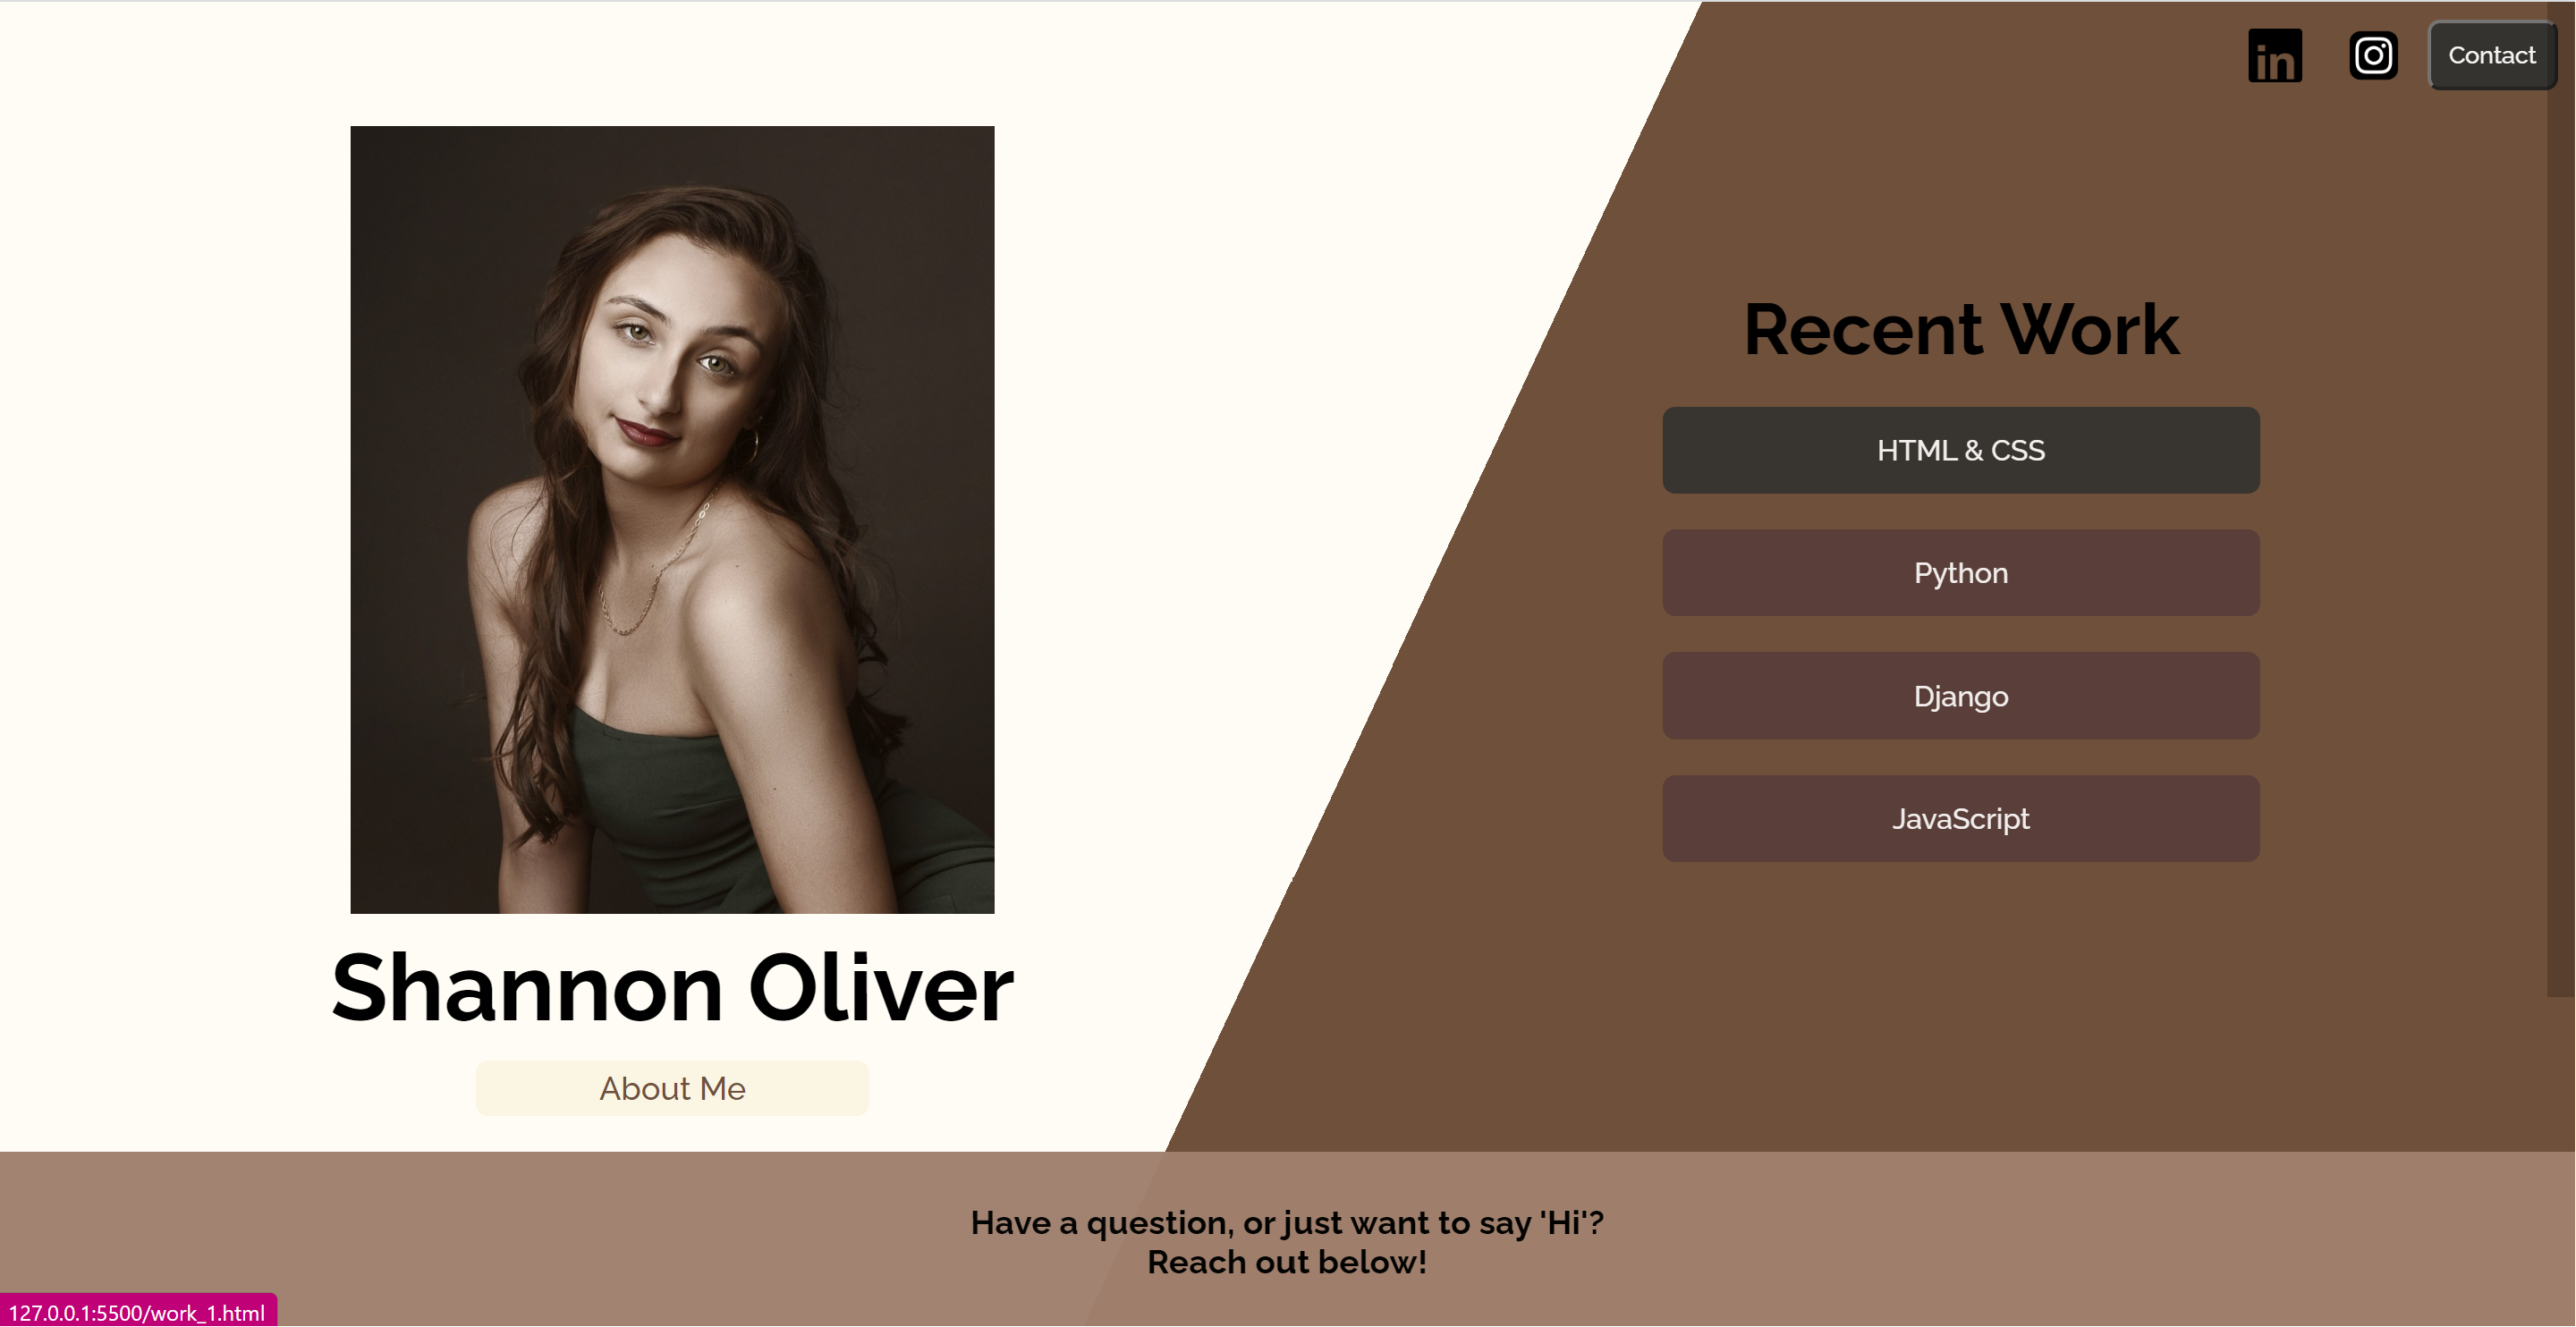 in
Contact
Shannon Oliver
About Me
Recent Work
HTML & CSS
Python
Django
JavaScript
Have a question, or just want to say 'Hi'?
Reach out below!
127.0.0.1:5500/work_1.html